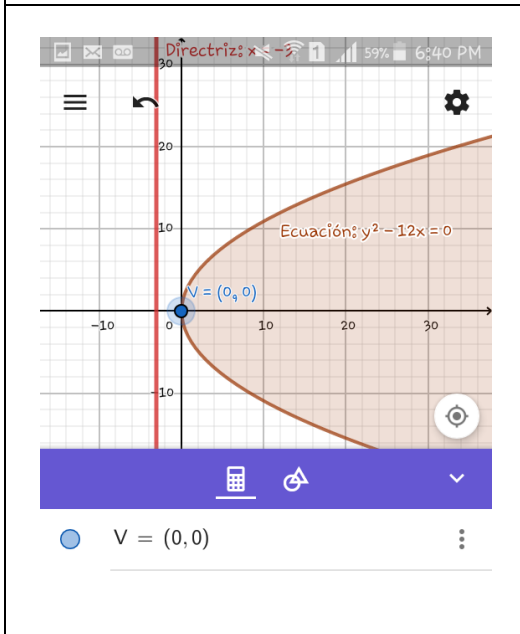 Directriz: x = -3
59% 6:40 PM
30
20
Ecuación: y² - 12x = 0
10
V = (0, 0)
-10 0 10 20 30
-10
V = (0, 0)